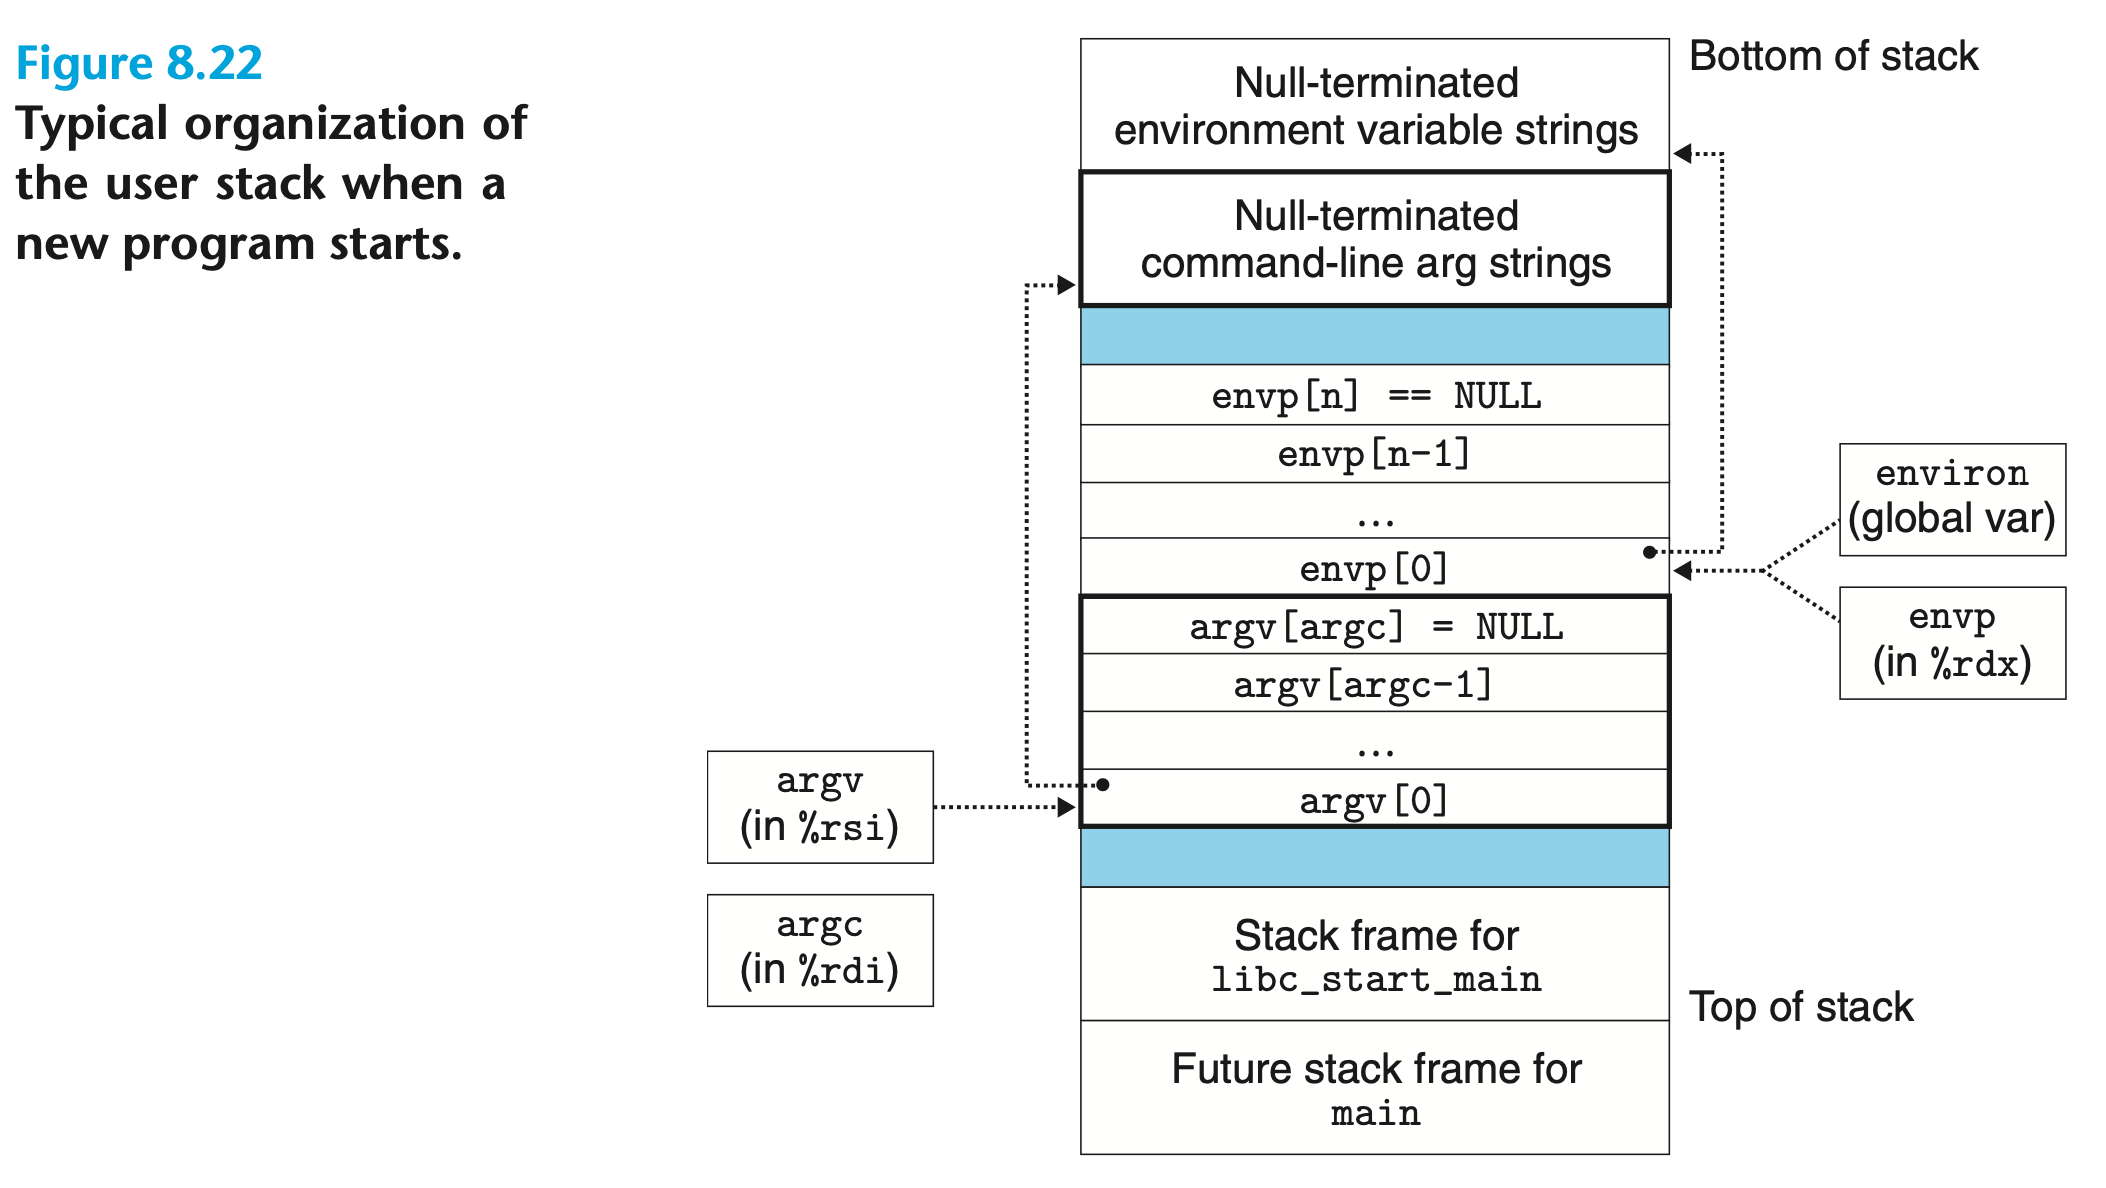 Figure 8.22
Typical organization of
the user stack when a
new program starts.
Bottom of stack
Null-terminated
environment variable strings
Null-terminated
command-line arg strings
envp[n] == NULL
envp[n-1]
...
envp[0]
environ
(global var)
envp
(in %rdx)
argv[argc] = NULL
argv[argc-1]
...
argv[0]
argv
(in %rsi)
argc
(in %rdi)
Stack frame for
libc_start_main
Top of stack
Future stack frame for
main